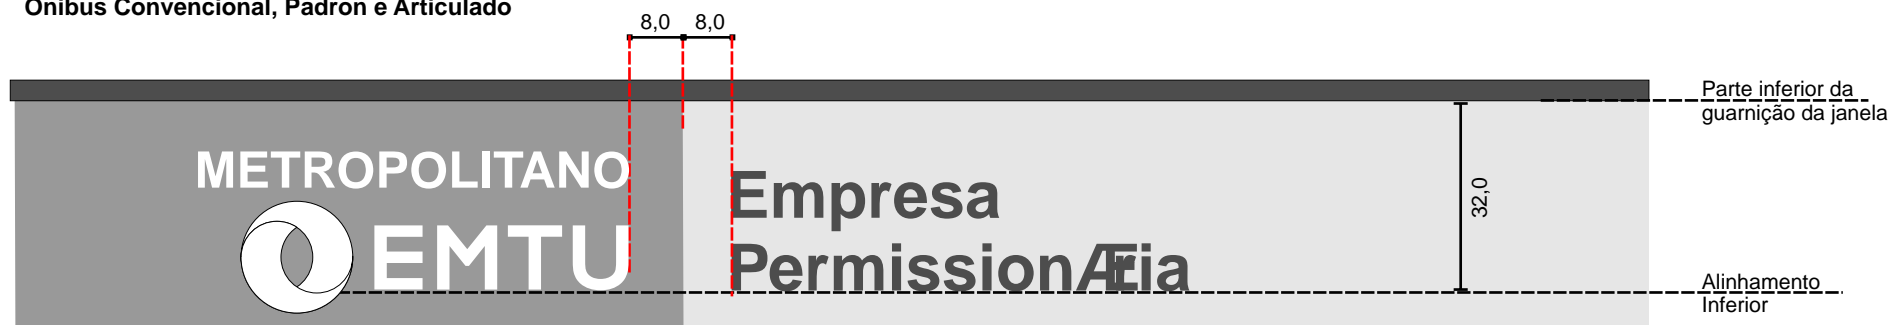 Ônibus Convencional, Padron e Articulado
8,0 8,0
Parte inferior da
guarnição da janela
METROPOLITANO
EMTU
Empresa
PermissionÆria
32,0
Alinhamento
Inferior